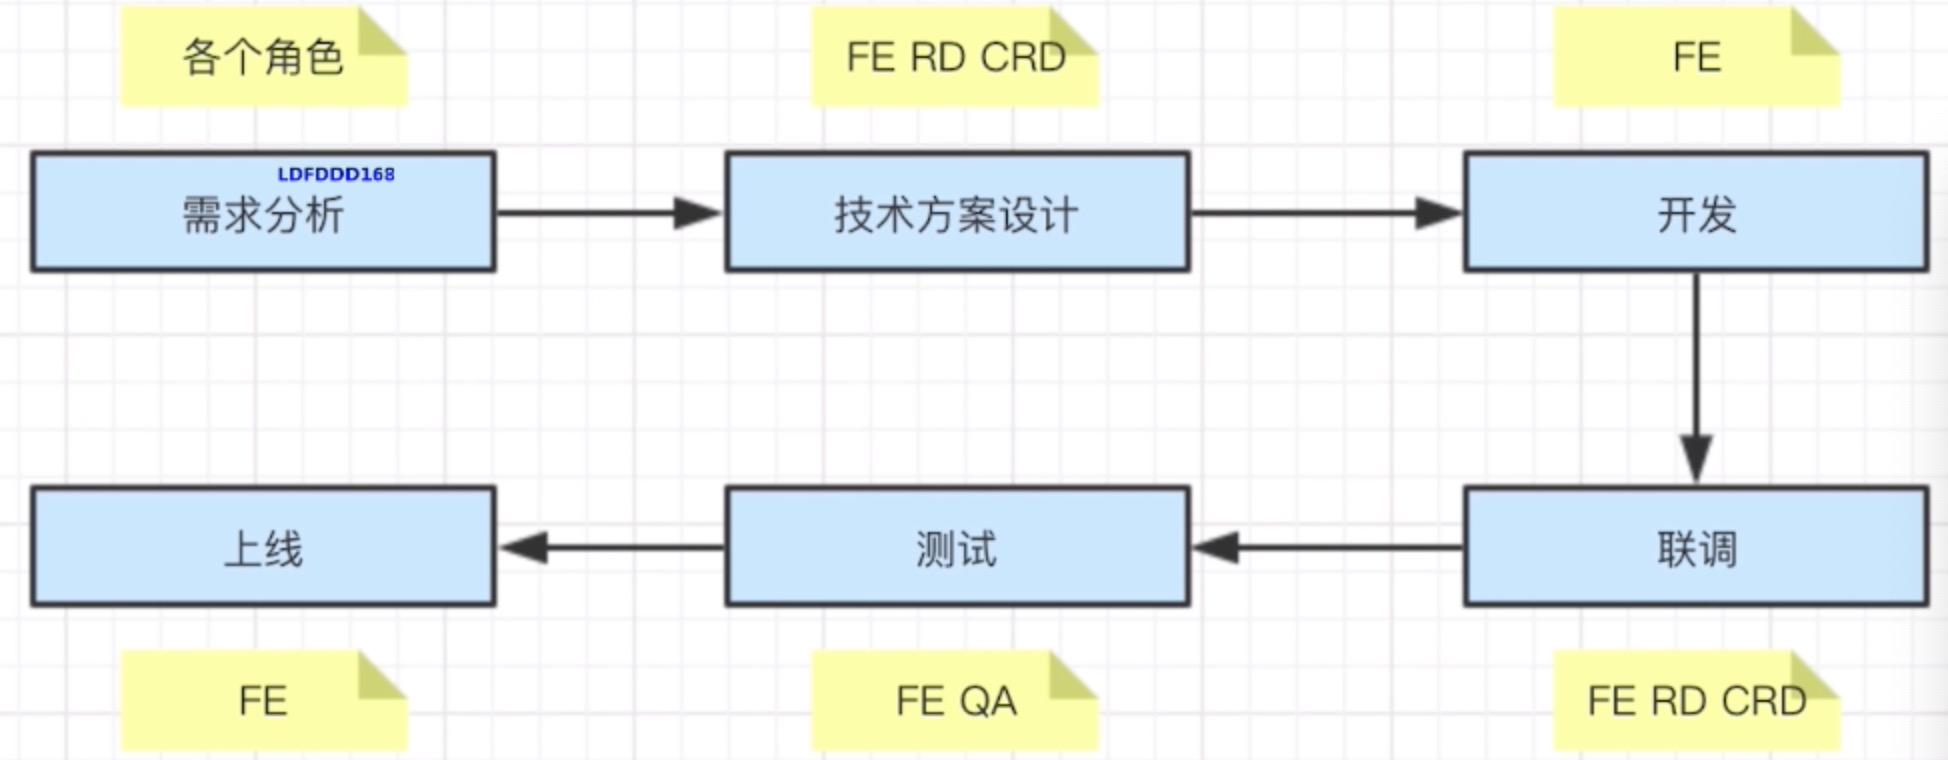 各个角色
FE RD CRD
FE
LDFDDD168
需求分析
技术方案设计
开发
上线
测试
联调
FE
FE QA
FE RD CRD